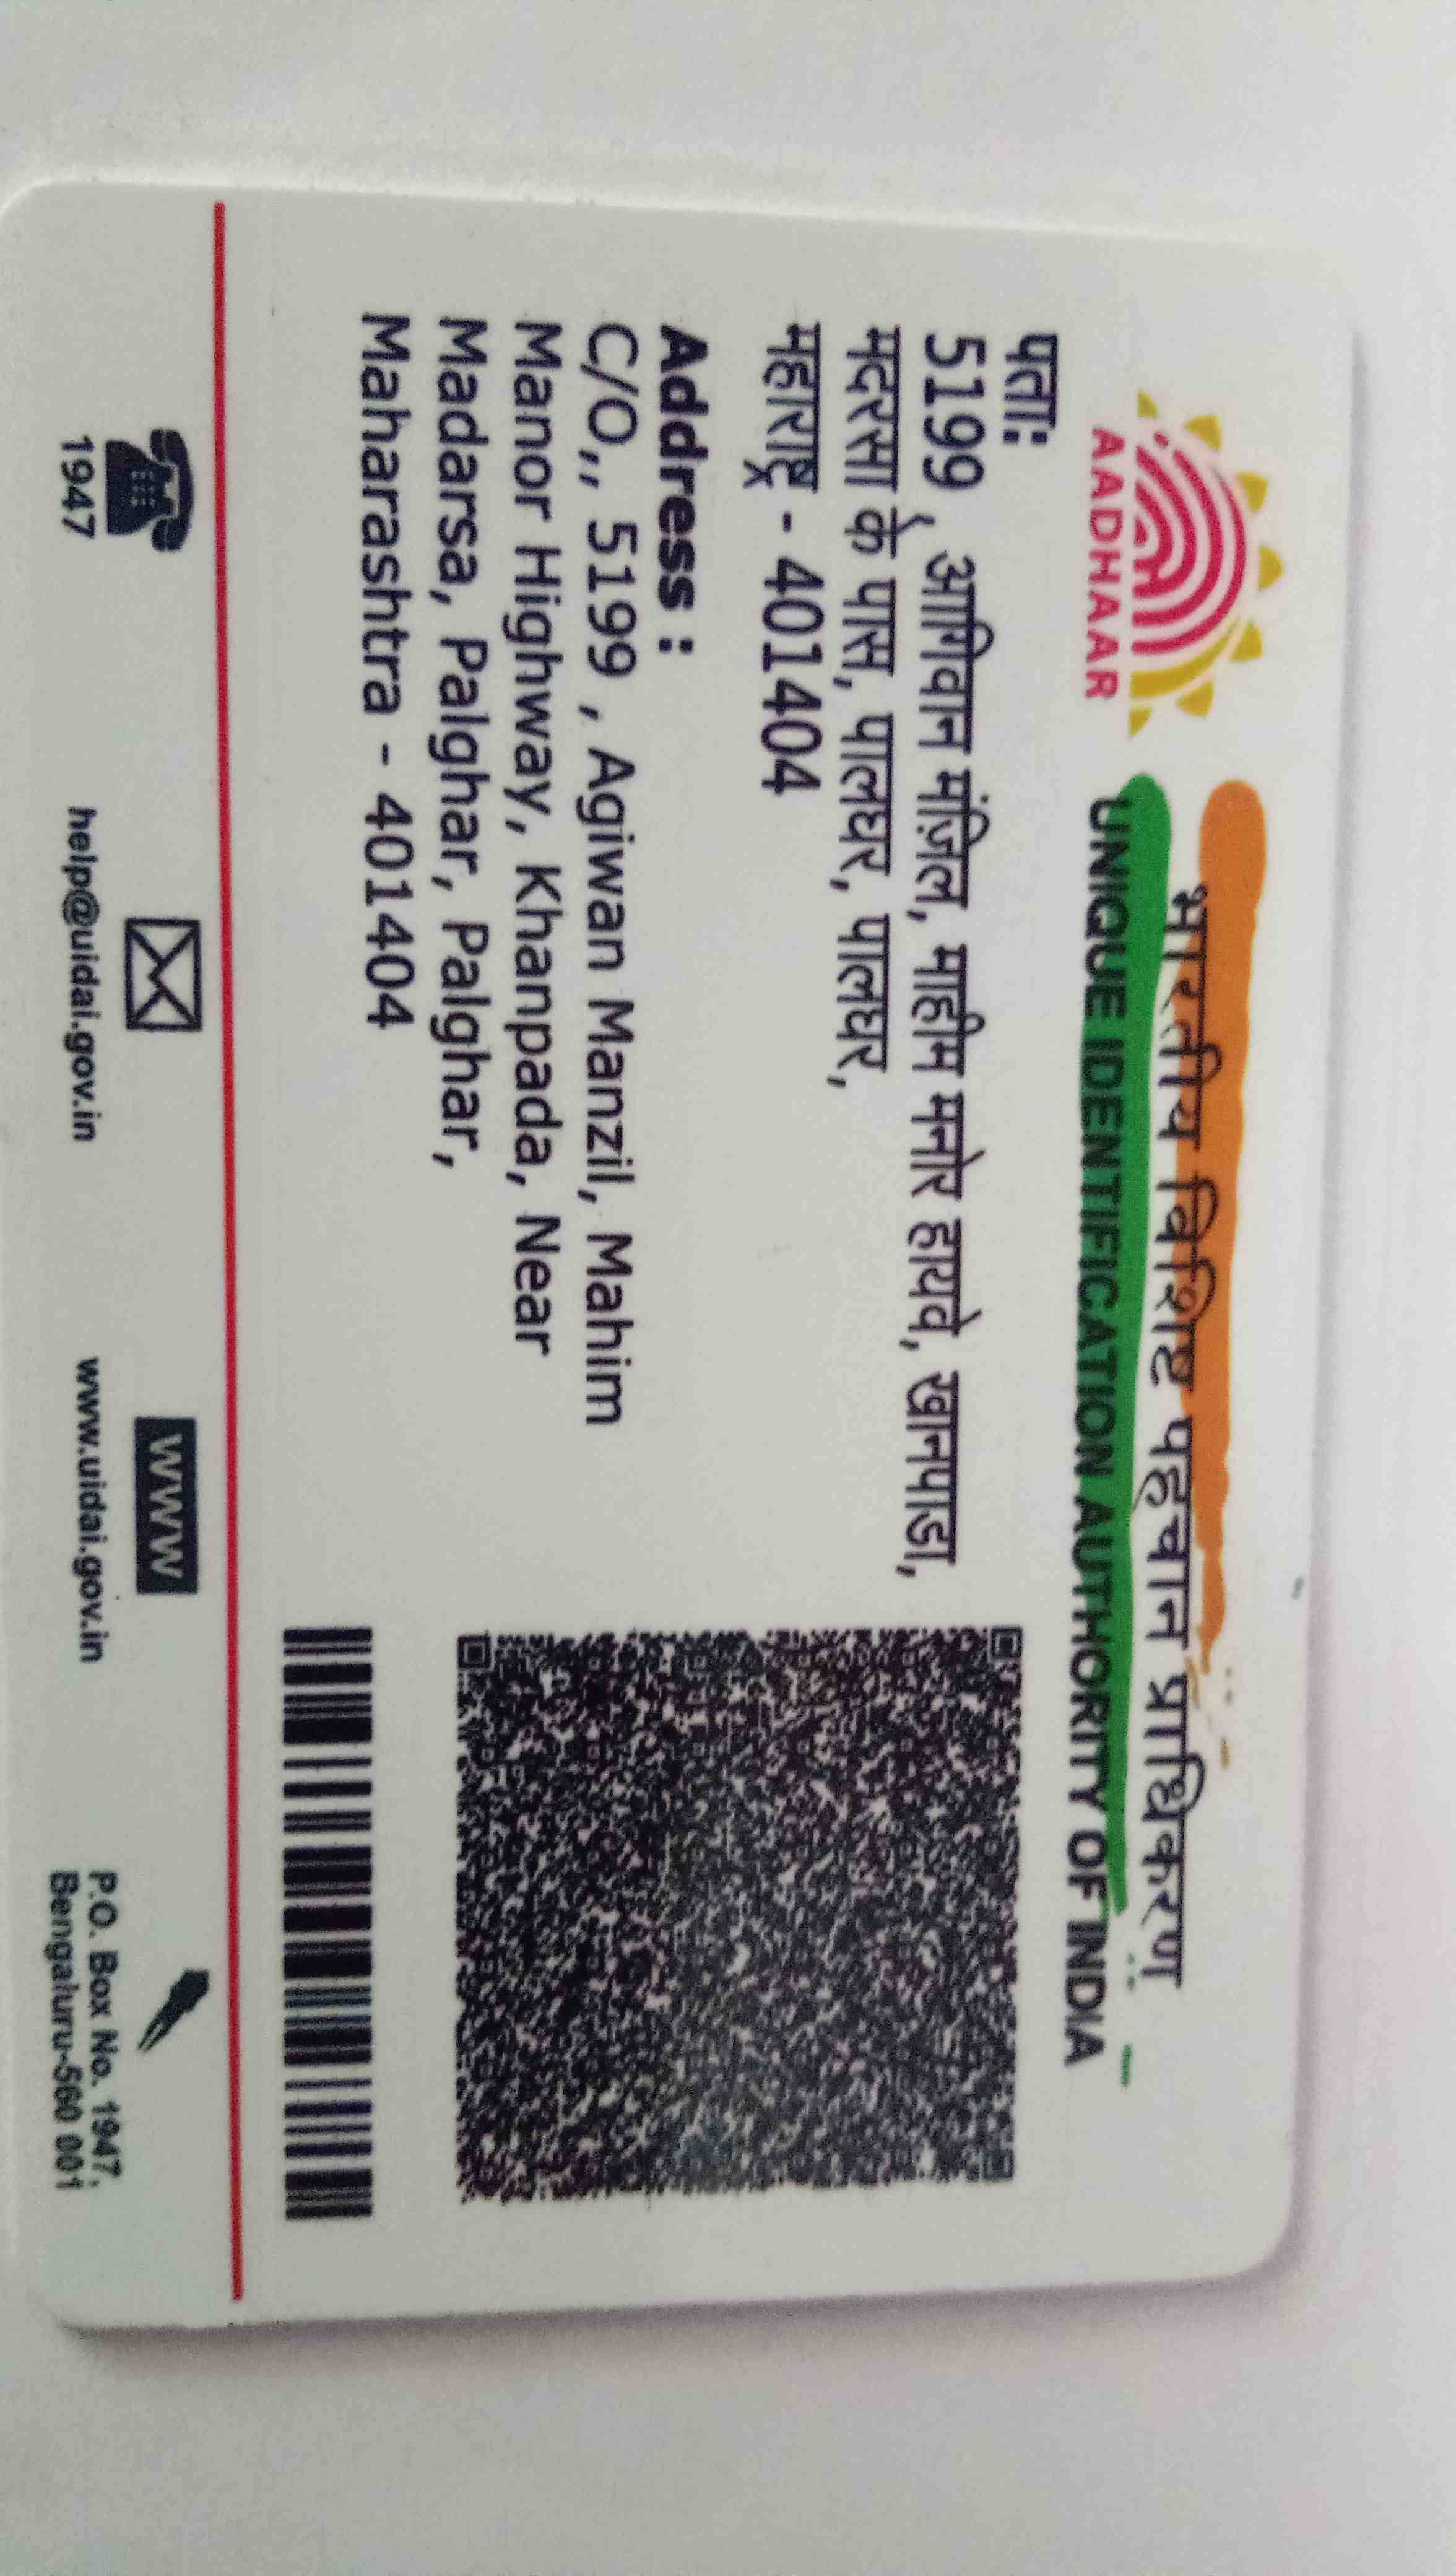 भारतीय विशिष्ट पहचान प्राधिकरण
UNIQUE IDENTIFICATION AUTHORITY OF INDIA
AADHAAR
पता:
5199 , आगिवान मंज़िल, माहीम मनोर हायवे, खानपाडा,
मदरसा के पास, पालघर, पालघर,
महाराष्ट्र - 401404
Address :
C/O,, 5199 , Agiwan Manzil, Mahim
Manor Highway, Khanpada, Near
Madarsa, Palghar, Palghar,
Maharashtra - 401404
1947
help@uidai.gov.in
www
www.uidai.gov.in
P.O. Box No. 1947,
Bengaluru-560 001